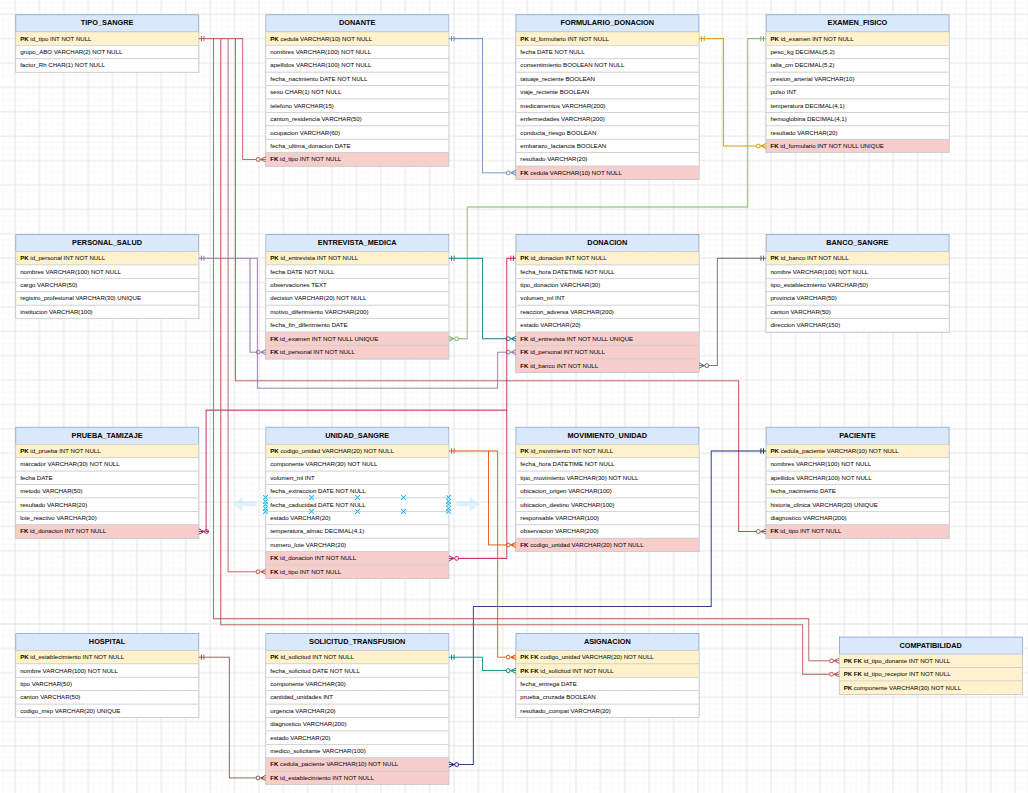 TIPO_SANGRE
PK id_tipo INT NOT NULL
grupo_ABO VARCHAR(2) NOT NULL
factor_Rh CHAR(1) NOT NULL
DONANTE
PK cedula VARCHAR(10) NOT NULL
nombres VARCHAR(100) NOT NULL
apellidos VARCHAR(100) NOT NULL
fecha_nacimiento DATE NOT NULL
sexo CHAR(1) NOT NULL
telefono VARCHAR(15)
canton_residencia VARCHAR(50)
ocupacion VARCHAR(60)
fecha_ultima_donacion DATE
FK id_tipo INT NOT NULL
FORMULARIO_DONACION
PK id_formulario INT NOT NULL
fecha DATE NOT NULL
consentimiento BOOLEAN NOT NULL
tatuaje_reciente BOOLEAN
viaje_reciente BOOLEAN
medicamentos VARCHAR(200)
enfermedades VARCHAR(200)
conducta_riesgo BOOLEAN
embarazo_lactancia BOOLEAN
resultado VARCHAR(20)
FK cedula VARCHAR(10) NOT NULL
EXAMEN_FISICO
PK id_examen INT NOT NULL
peso_kg DECIMAL(5,2)
talla_cm DECIMAL(5,2)
presion_arterial VARCHAR(10)
pulso INT
temperatura DECIMAL(4,1)
hemoglobina DECIMAL(4,1)
resultado VARCHAR(20)
FK id_formulario INT NOT NULL UNIQUE
PERSONAL_SALUD
PK id_personal INT NOT NULL
nombres VARCHAR(100) NOT NULL
cargo VARCHAR(50)
registro_profesional VARCHAR(30) UNIQUE
institucion VARCHAR(100)
ENTREVISTA_MEDICA
PK id_entrevista INT NOT NULL
fecha DATE NOT NULL
observaciones TEXT
decision VARCHAR(20) NOT NULL
motivo_diferimiento VARCHAR(200)
fecha_fin_diferimiento DATE
FK id_examen INT NOT NULL UNIQUE
FK id_personal INT NOT NULL
DONACION
PK id_donacion INT NOT NULL
fecha_hora DATETIME NOT NULL
tipo_donacion VARCHAR(30)
volumen_ml INT
reaccion_adversa VARCHAR(200)
estado VARCHAR(20)
FK id_entrevista INT NOT NULL UNIQUE
FK id_personal INT NOT NULL
FK id_banco INT NOT NULL
BANCO_SANGRE
PK id_banco INT NOT NULL
nombre VARCHAR(100) NOT NULL
tipo_establecimiento VARCHAR(50)
provincia VARCHAR(50)
canton VARCHAR(50)
direccion VARCHAR(150)
PRUEBA_TAMIZAJE
PK id_prueba INT NOT NULL
marcador VARCHAR(30) NOT NULL
fecha DATE
metodo VARCHAR(50)
resultado VARCHAR(20)
lote_reactivo VARCHAR(30)
FK id_donacion INT NOT NULL
UNIDAD_SANGRE
PK codigo_unidad VARCHAR(20) NOT NULL
componente VARCHAR(30) NOT NULL
volumen_ml INT
fecha_extraccion DATE NOT NULL
fecha_caducidad DATE NOT NULL
estado VARCHAR(20)
temperatura_almac DECIMAL(4,1)
numero_lote VARCHAR(20)
FK id_donacion INT NOT NULL
FK id_tipo INT NOT NULL
MOVIMIENTO_UNIDAD
PK id_movimiento INT NOT NULL
fecha_hora DATETIME NOT NULL
tipo_movimiento VARCHAR(30) NOT NULL
ubicacion_origen VARCHAR(100)
ubicacion_destino VARCHAR(100)
responsable VARCHAR(100)
observacion VARCHAR(200)
FK codigo_unidad VARCHAR(20) NOT NULL
PACIENTE
PK cedula_paciente VARCHAR(10) NOT NULL
nombres VARCHAR(100) NOT NULL
apellidos VARCHAR(100) NOT NULL
fecha_nacimiento DATE
historia_clinica VARCHAR(20) UNIQUE
diagnostico VARCHAR(200)
FK id_tipo INT NOT NULL
HOSPITAL
PK id_establecimiento INT NOT NULL
nombre VARCHAR(100) NOT NULL
tipo VARCHAR(50)
canton VARCHAR(50)
codigo_msp VARCHAR(20) UNIQUE
SOLICITUD_TRANSFUSION
PK id_solicitud INT NOT NULL
fecha_solicitud DATE NOT NULL
componente VARCHAR(30)
cantidad_unidades INT
urgencia VARCHAR(20)
diagnostico VARCHAR(200)
estado VARCHAR(20)
medico_solicitante VARCHAR(100)
FK cedula_paciente VARCHAR(10) NOT NULL
FK id_establecimiento INT NOT NULL
ASIGNACION
PK FK codigo_unidad VARCHAR(20) NOT NULL
PK FK id_solicitud INT NOT NULL
fecha_entrega DATE
prueba_cruzada BOOLEAN
resultado_compat VARCHAR(20)
COMPATIBILIDAD
PK FK id_tipo_donante INT NOT NULL
PK FK id_tipo_receptor INT NOT NULL
PK componente VARCHAR(30) NOT NULL